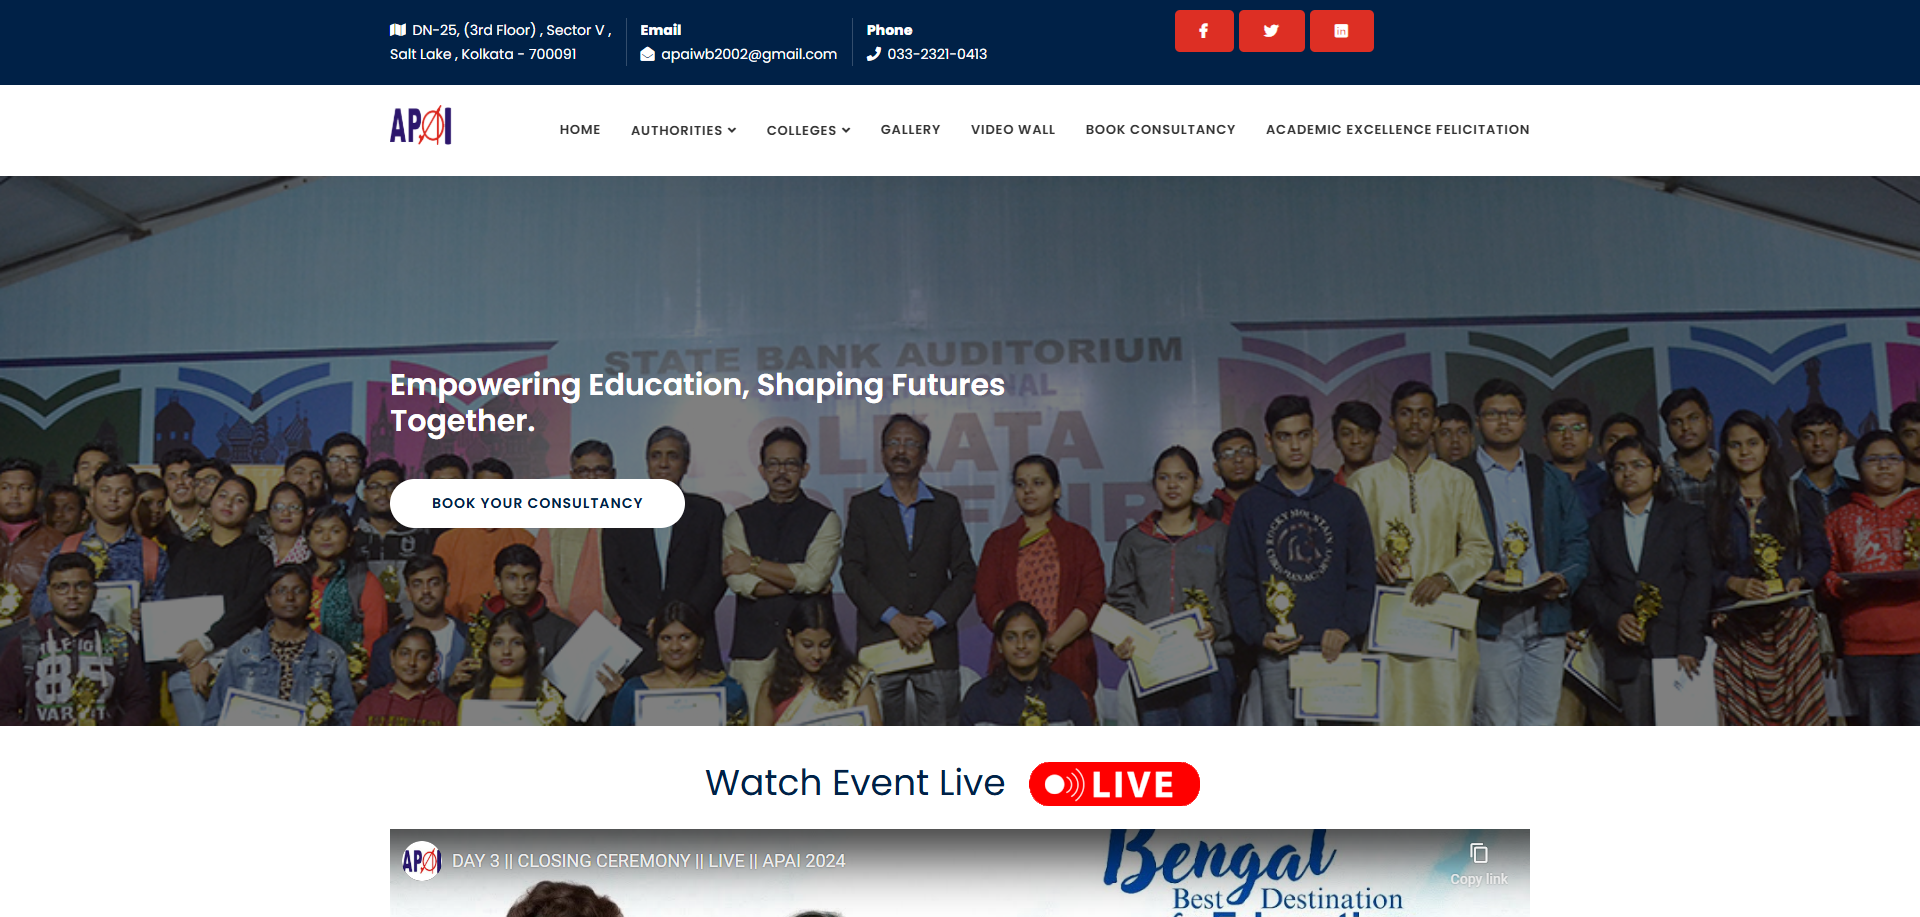 DN-25, (3rd Floor) , Sector V ,
Salt Lake , Kolkata - 700091
Email
apaiwb2002@gmail.com
Phone
033-2321-0413
APAI
HOME
AUTHORITIES
COLLEGES
GALLERY
VIDEO WALL
BOOK CONSULTANCY
ACADEMIC EXCELLENCE FELICITATION
STATE BANK AUDITORIUM
Empowering Education, Shaping Futures
Together.
BOOK YOUR CONSULTANCY
85
Watch Event Live
LIVE
APAI
DAY 3 || CLOSING CEREMONY || LIVE || APAI 2024
Copy link
Bengal
Best Destination